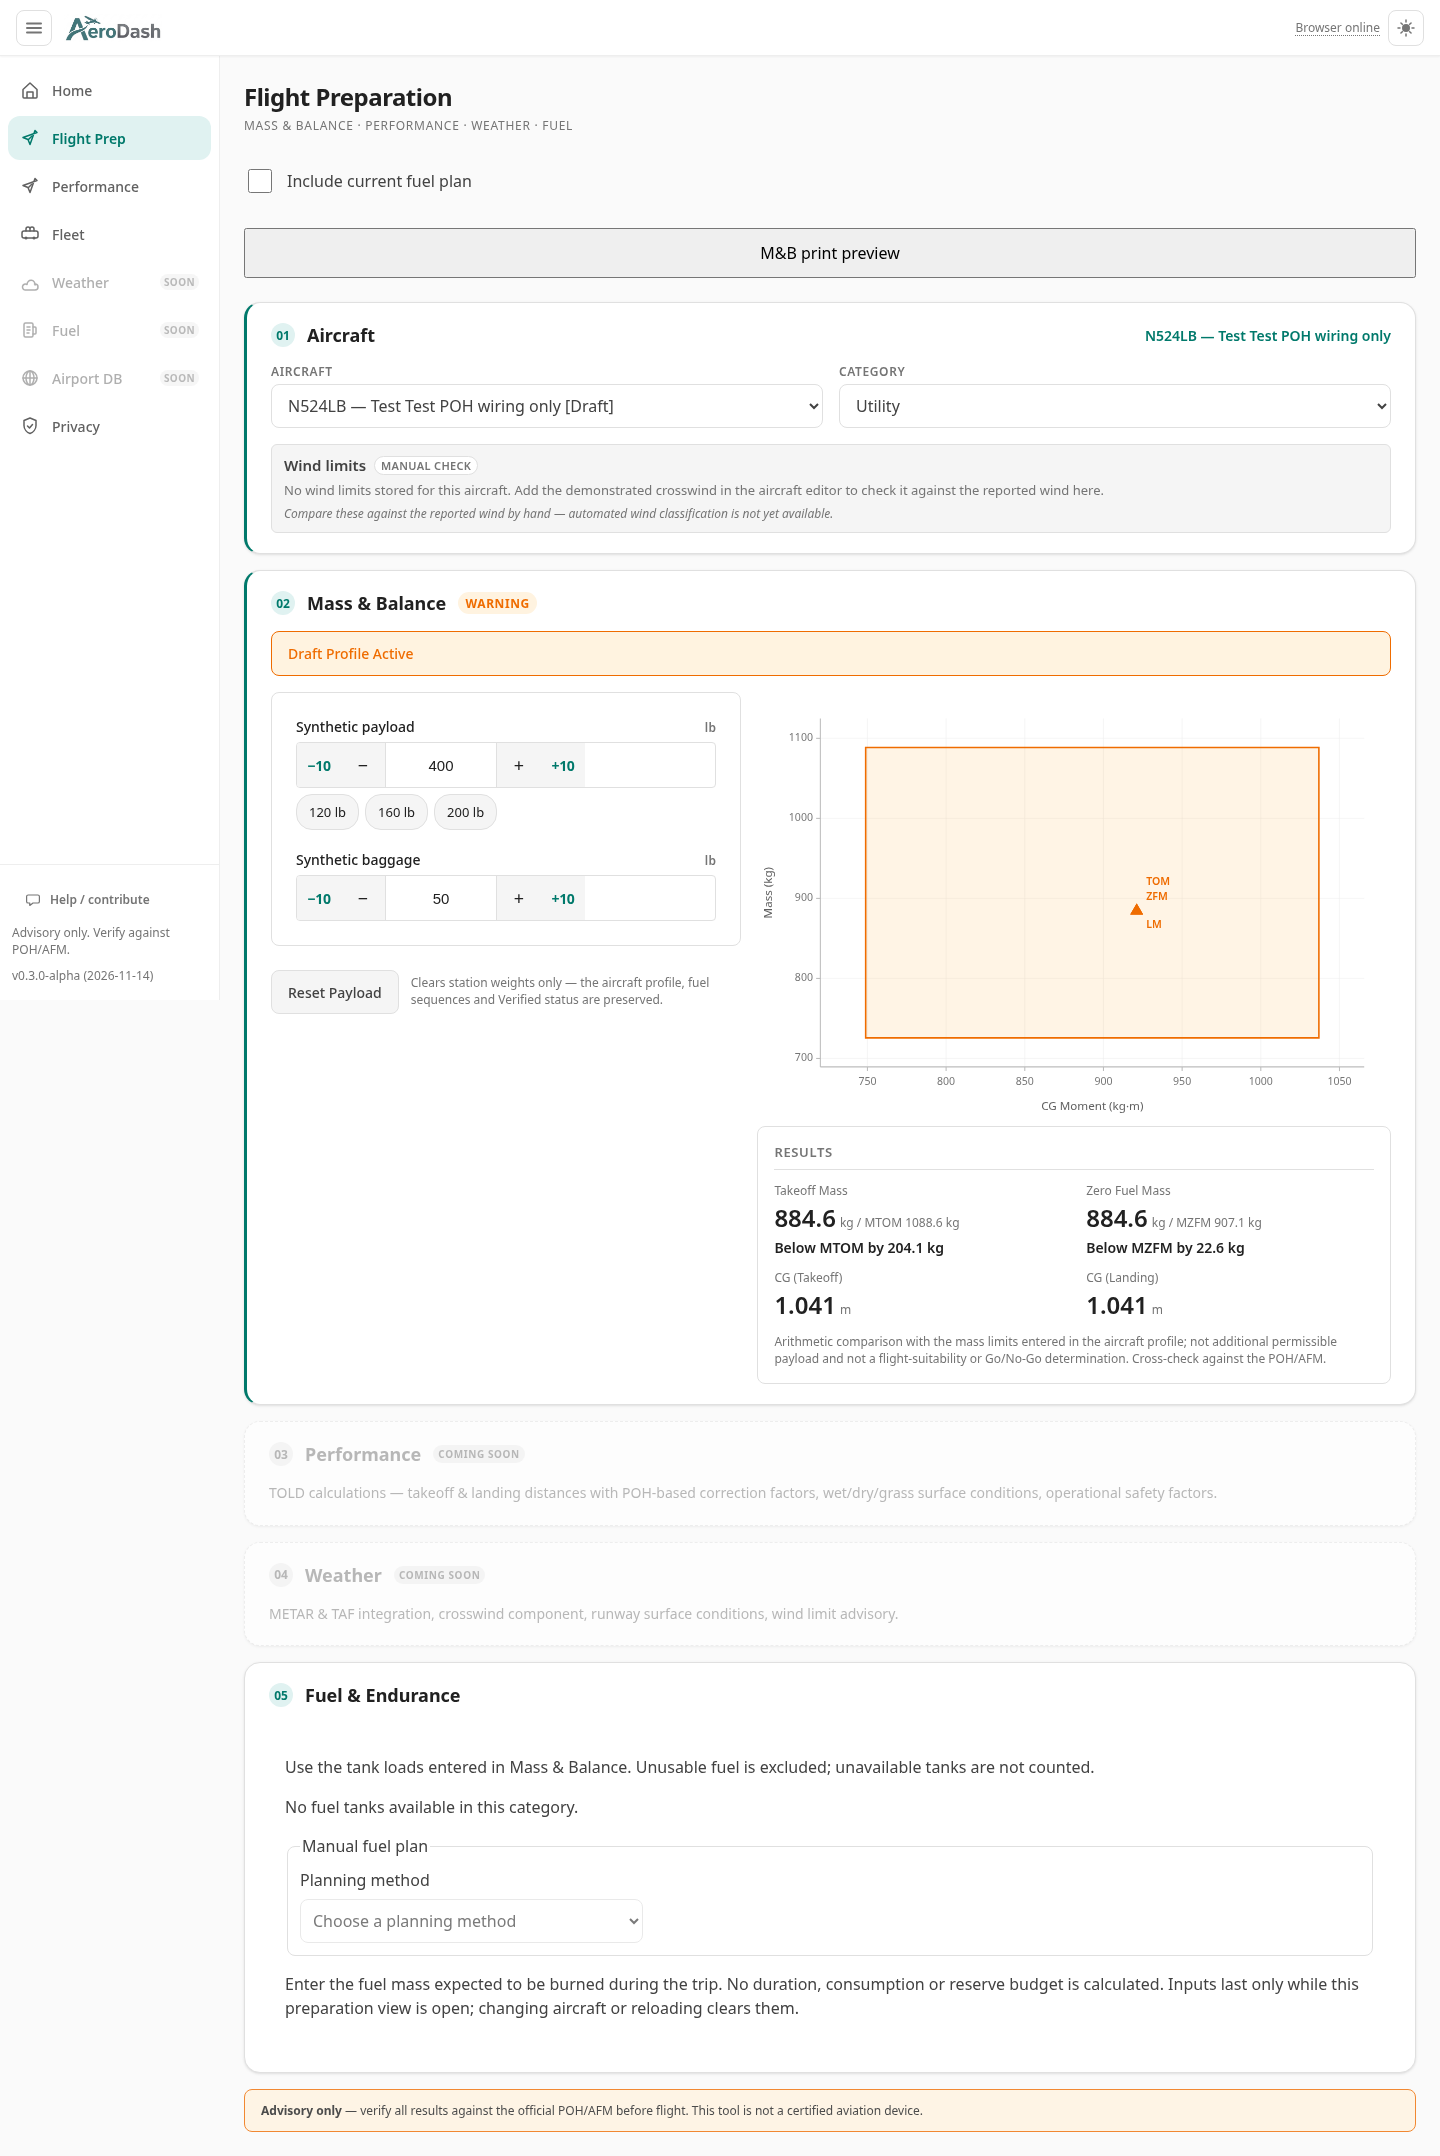 AeroDash
Browser online
Home
Flight Prep
Performance
Fleet
Weather SOON
Fuel SOON
Airport DB SOON
Privacy
Help / contribute
Advisory only. Verify against
POH/AFM.
v0.3.0-alpha (2026-11-14)
Flight Preparation
MASS & BALANCE · PERFORMANCE · WEATHER · FUEL
Include current fuel plan
M&B print preview
01 Aircraft
N524LB — Test Test POH wiring only
AIRCRAFT
CATEGORY
N524LB — Test Test POH wiring only [Draft]
Utility
Wind limits MANUAL CHECK
No wind limits stored for this aircraft. Add the demonstrated crosswind in the aircraft editor to check it against the reported wind here.
Compare these against the reported wind by hand — automated wind classification is not yet available.
02 Mass & Balance WARNING
Draft Profile Active
Synthetic payload lb
−10 − 400 + +10
120 lb 160 lb 200 lb
Synthetic baggage lb
−10 − 50 + +10
Reset Payload
Clears station weights only — the aircraft profile, fuel
sequences and Verified status are preserved.
1100
1000
900
800
700
Mass (kg)
TOM
ZFM
LM
750 800 850 900 950 1000 1050
CG Moment (kg·m)
RESULTS
Takeoff Mass
884.6 kg / MTOM 1088.6 kg
Below MTOM by 204.1 kg
Zero Fuel Mass
884.6 kg / MZFM 907.1 kg
Below MZFM by 22.6 kg
CG (Takeoff)
1.041 m
CG (Landing)
1.041 m
Arithmetic comparison with the mass limits entered in the aircraft profile; not additional permissible
payload and not a flight-suitability or Go/No-Go determination. Cross-check against the POH/AFM.
03 Performance COMING SOON
TOLD calculations — takeoff & landing distances with POH-based correction factors, wet/dry/grass surface conditions, operational safety factors.
04 Weather COMING SOON
METAR & TAF integration, crosswind component, runway surface conditions, wind limit advisory.
05 Fuel & Endurance
Use the tank loads entered in Mass & Balance. Unusable fuel is excluded; unavailable tanks are not counted.
No fuel tanks available in this category.
Manual fuel plan
Planning method
Choose a planning method
Enter the fuel mass expected to be burned during the trip. No duration, consumption or reserve budget is calculated. Inputs last only while this
preparation view is open; changing aircraft or reloading clears them.
Advisory only — verify all results against the official POH/AFM before flight. This tool is not a certified aviation device.